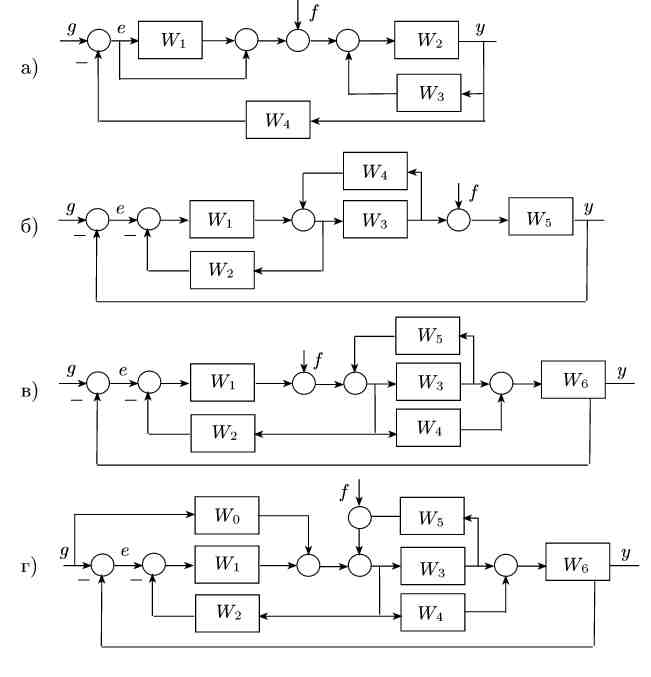 f
g e W₁ y
W₂
а) −
W₃
W₄
W₄
g e f y
W₁ W₃ W₅
б) − −
W₂
W₅
g e f y
W₁ W₃ W₆
в) − −
W₂ W₄
f
W₀ W₅
g e y
W₁ W₃ W₆
г) − −
W₂ W₄